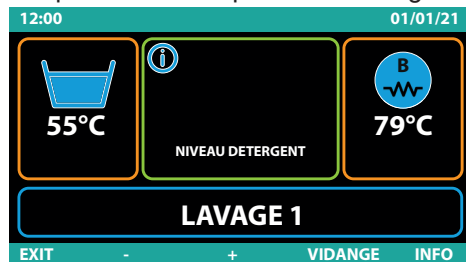 12:00 01/01/21
B
55°C
79°C
NIVEAU DETERGENT
LAVAGE 1
EXIT - + VIDANGE INFO